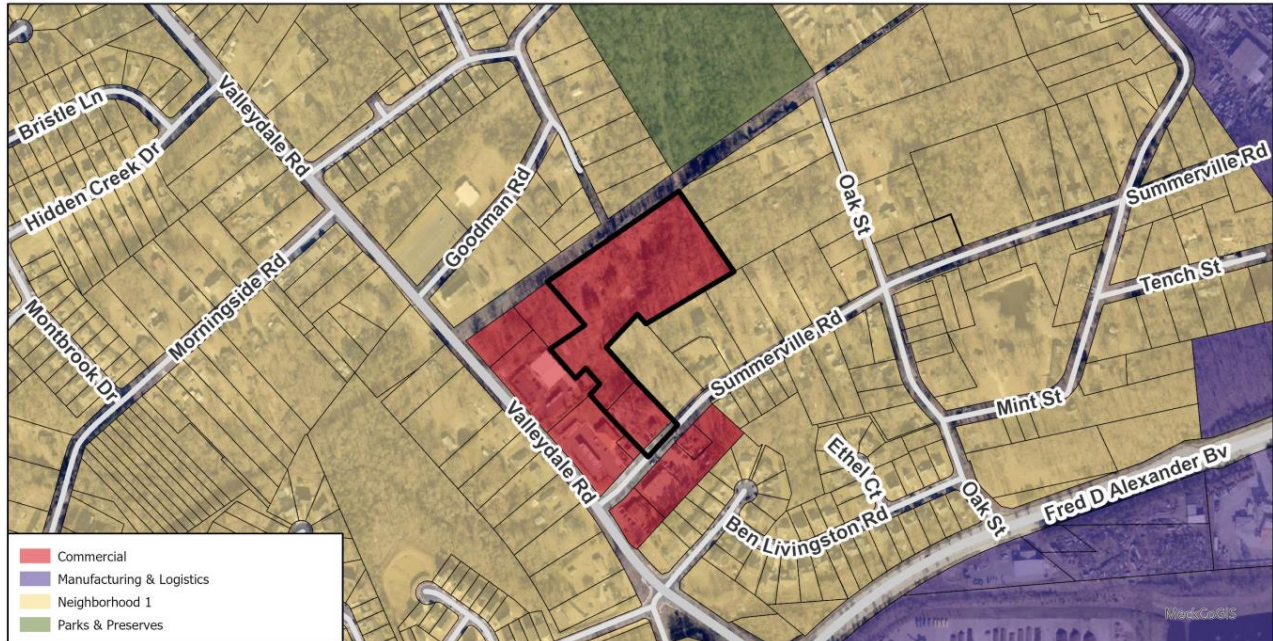 Bristle Ln
Hidden Creek Dr
Valleydale Rd
Goodman Rd
Morningside Rd
Montbrook Dr
Oak St
Summerville Rd
Tench St
Summerville Rd
Mint St
Valleydale Rd
Ethel Ct
Ben Livingston Rd
Oak St
Fred D Alexander Bv
Commercial
Manufacturing & Logistics
Neighborhood 1
Parks & Preserves
MeckCoGIS